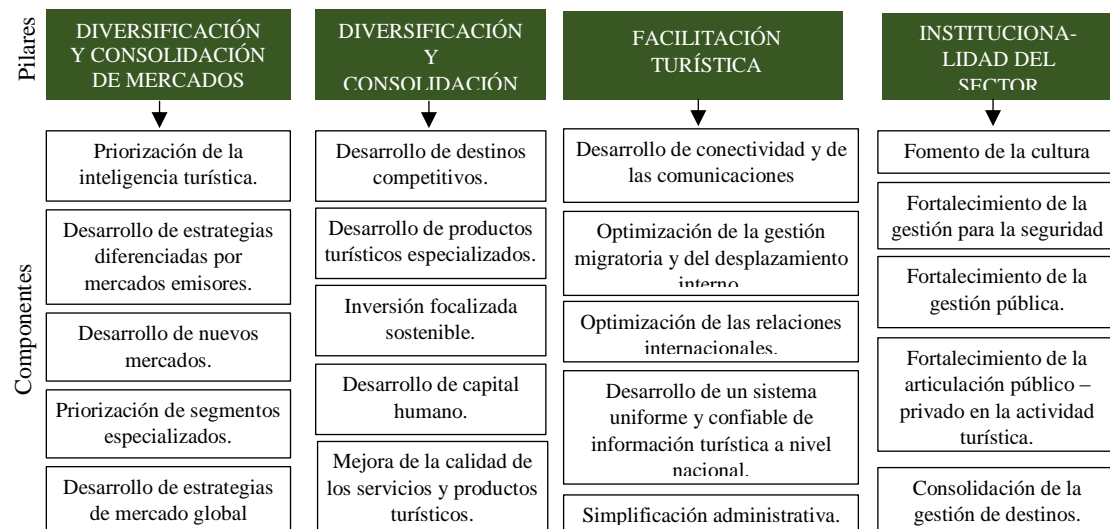 Pilares
DIVERSIFICACIÓN
Y CONSOLIDACIÓN
DE MERCADOS
DIVERSIFICACIÓN
Y
CONSOLIDACIÓN
FACILITACIÓN
TURÍSTICA
INSTITUCIONA-
LIDAD DEL
SECTOR
Componentes
Priorización de la
inteligencia turística.
Desarrollo de estrategias
diferenciadas por
mercados emisores.
Desarrollo de nuevos
mercados.
Priorización de segmentos
especializados.
Desarrollo de estrategias
de mercado global
Desarrollo de destinos
competitivos.
Desarrollo de productos
turísticos especializados.
Inversión focalizada
sostenible.
Desarrollo de capital
humano.
Mejora de la calidad de
los servicios y productos
turísticos.
Desarrollo de conectividad y de
las comunicaciones
Optimización de la gestión
migratoria y del desplazamiento
interno
Optimización de las relaciones
internacionales.
Desarrollo de un sistema
uniforme y confiable de
información turística a nivel
nacional.
Simplificación administrativa.
Fomento de la cultura
Fortalecimiento de la
gestión para la seguridad
Fortalecimiento de la
gestión pública.
Fortalecimiento de la
articulación público –
privado en la actividad
turística.
Consolidación de la
gestión de destinos.